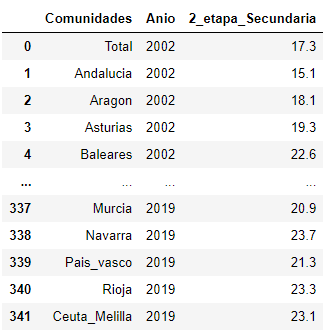 Comunidades Anio 2_etapa_Secundaria
0 Total 2002 17.3
1 Andalucia 2002 15.1
2 Aragon 2002 18.1
3 Asturias 2002 19.3
4 Baleares 2002 22.6
... ... ... ...
337 Murcia 2019 20.9
338 Navarra 2019 23.7
339 Pais_vasco 2019 21.3
340 Rioja 2019 23.3
341 Ceuta_Melilla 2019 23.1